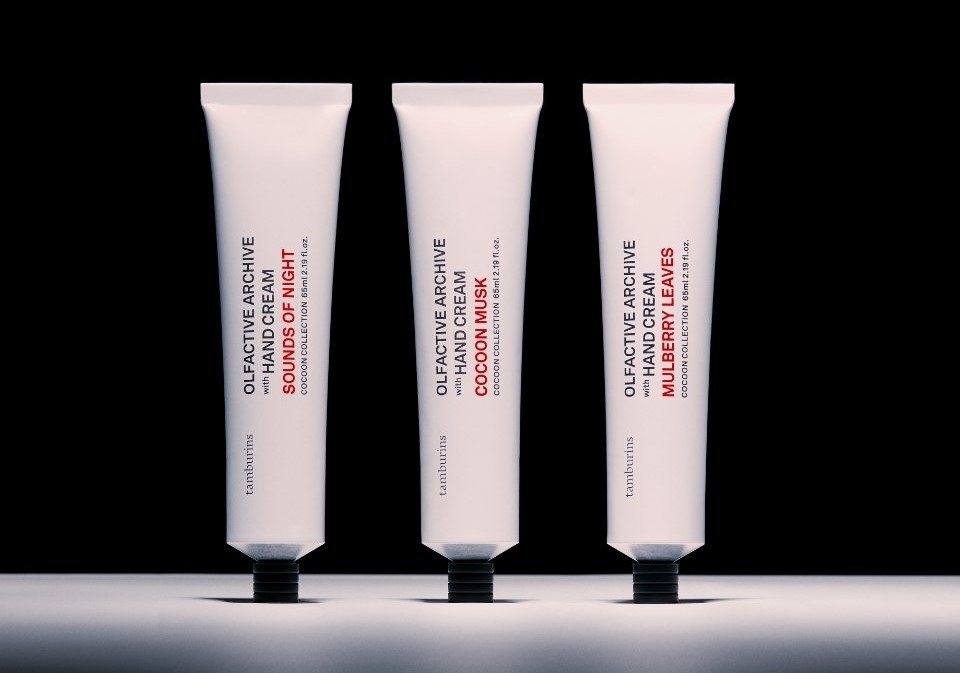 OLFACTIVE ARCHIVE
with HAND CREAM
SOUNDS OF NIGHT
COCOON COLLECTION 65ml 2.19 fl.oz.
tamburins
OLFACTIVE ARCHIVE
with HAND CREAM
COCOON MUSK
COCOON COLLECTION 65ml 2.19 fl.oz.
tamburins
OLFACTIVE ARCHIVE
with HAND CREAM
MULBERRY LEAVES
COCOON COLLECTION 65ml 2.19 fl.oz.
tamburins